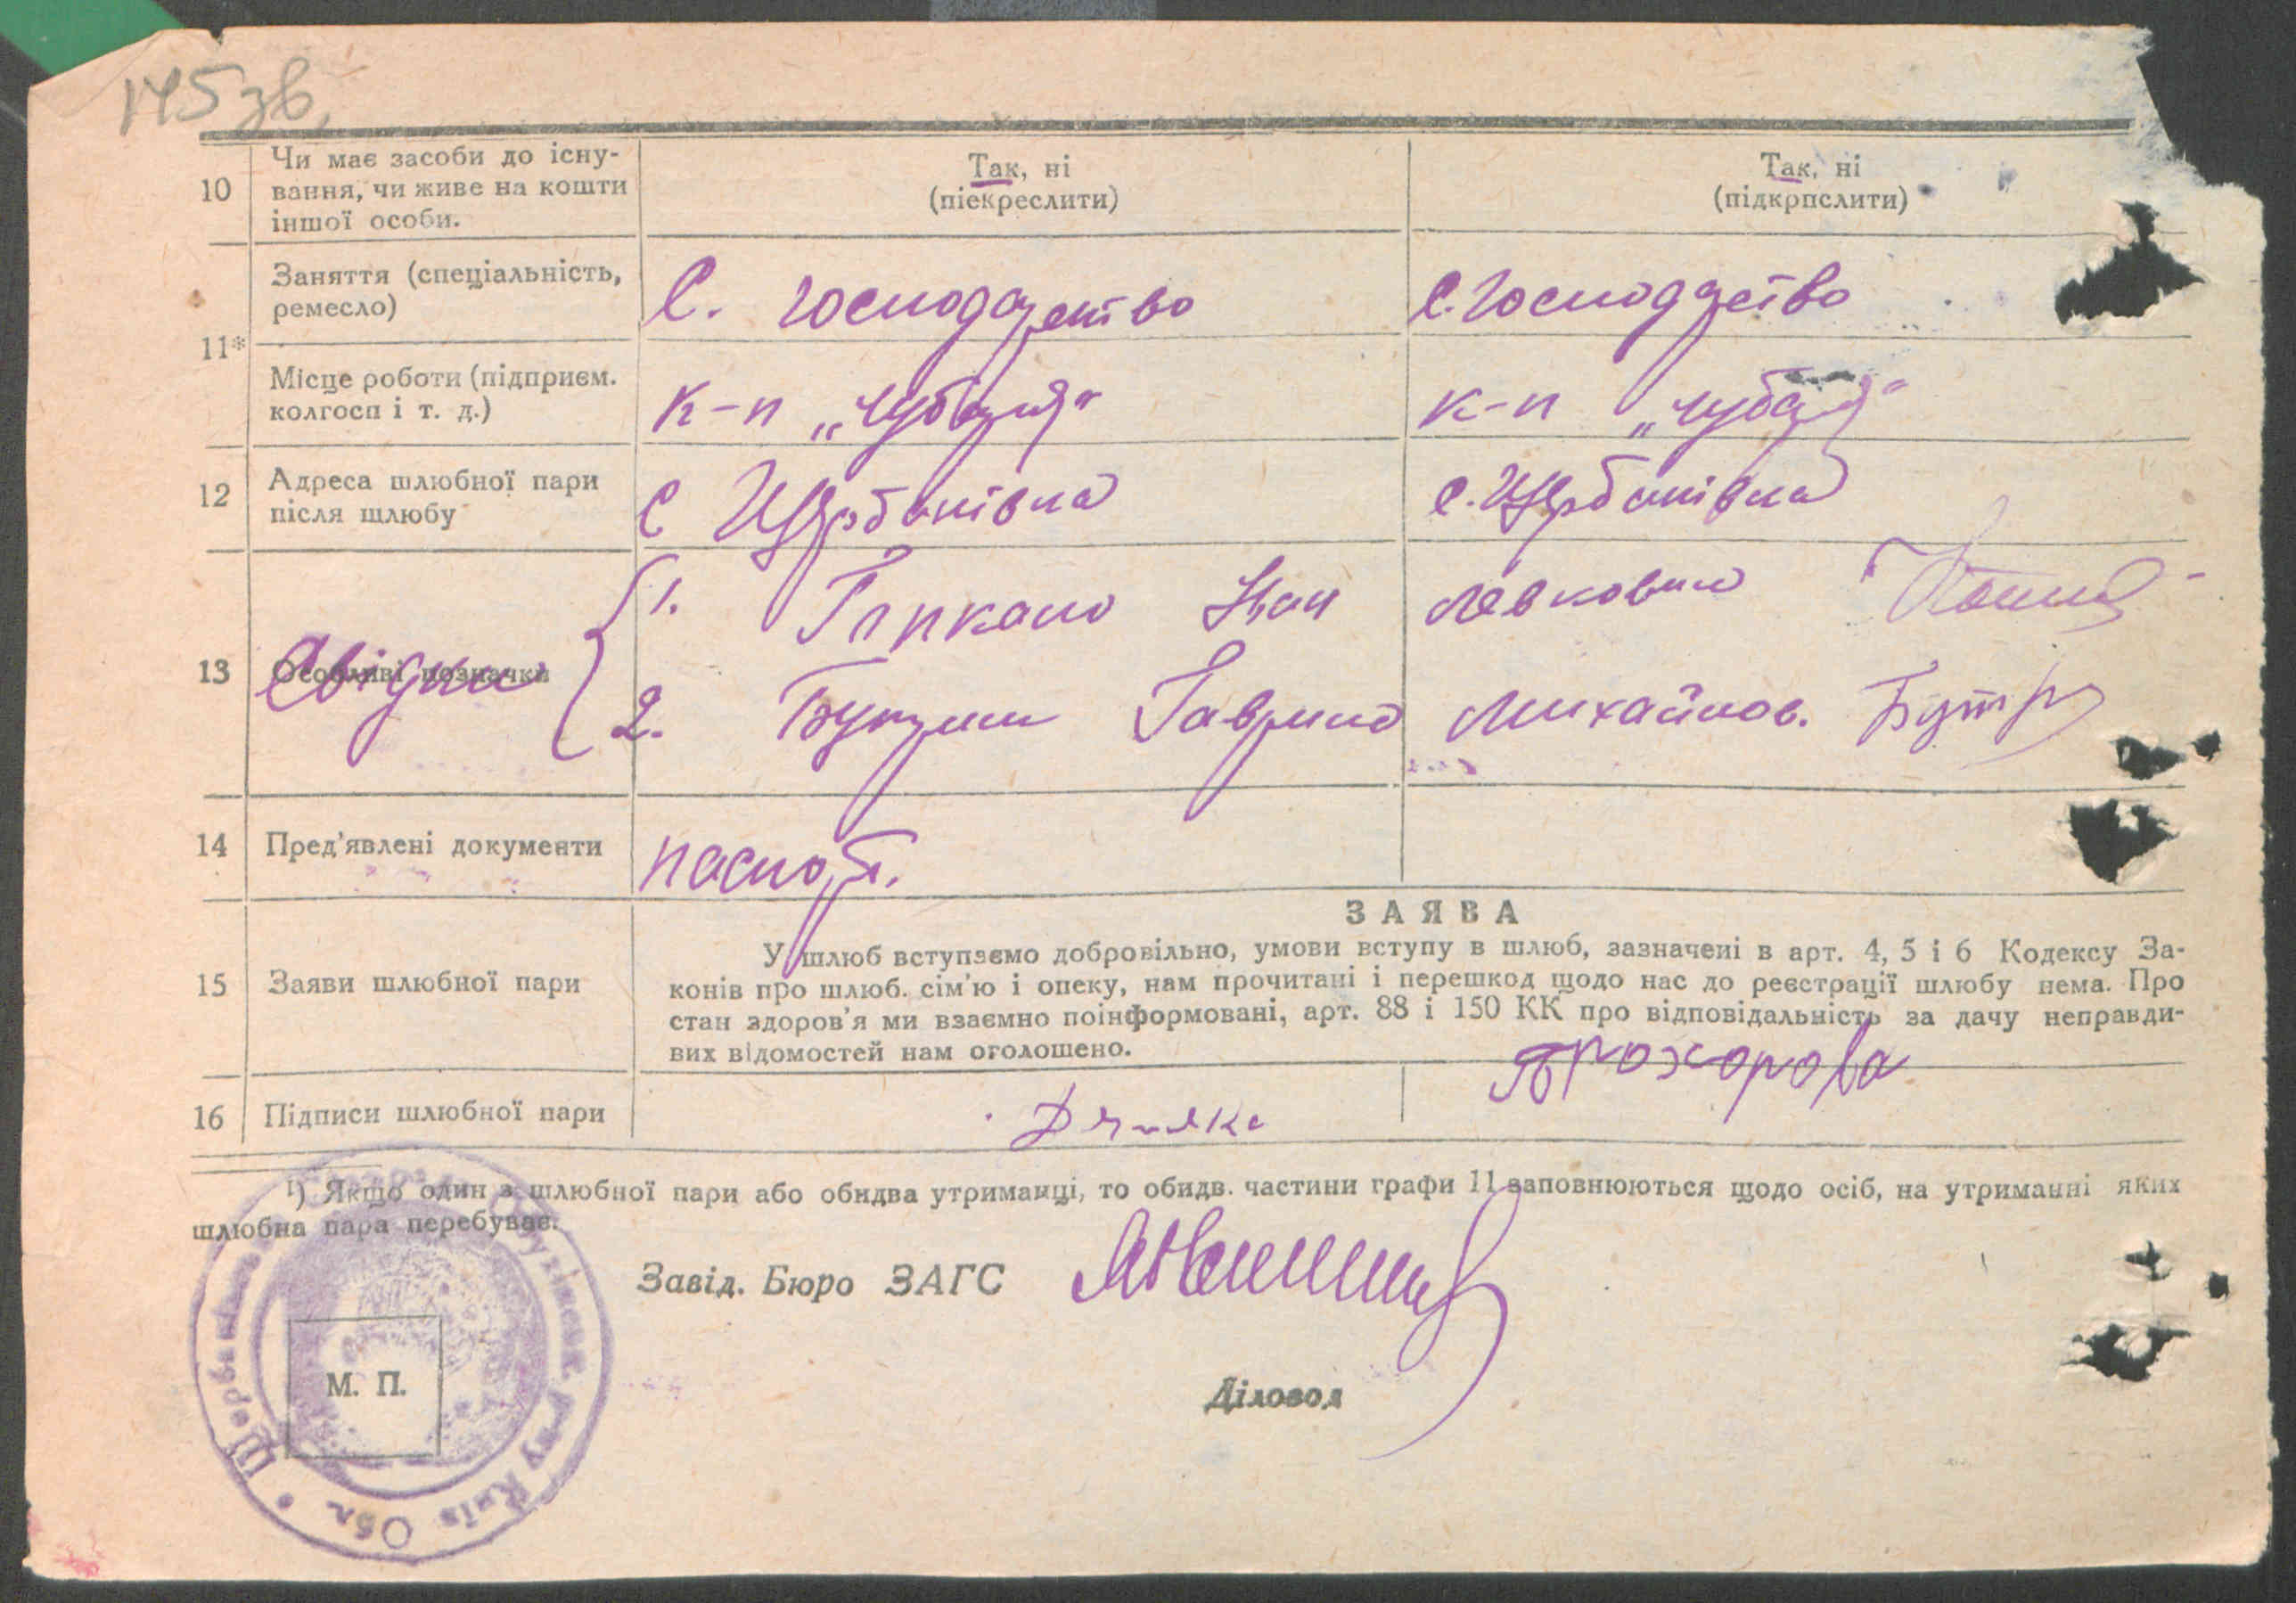 145 зв.
10
Чи має засоби до існу-
вання, чи живе на кошти
іншої особи.
Так, ні
(піекреслити)
Так, ні
(підкрпслити)
11*
Заняття (спеціальність,
ремесло)
С. господарство
С. Господарство
Місце роботи (підприєм.
колгосп і т. д.)
к-п „Чубаря"
к-п „Чубаря"
12
Адреса шлюбної пари
після шлюбу
с Щербанівка
с. Щербанівка
13
Особливі позначки
Свідки
1. Іван Левкович
2. Гаврило Михайлов.
14
Пред'явлені документи
паспорт.
15
Заяви шлюбної пари
ЗАЯВА
У шлюб вступаємо добровільно, умови вступу в шлюб, зазначені в арт. 4, 5 і 6 Кодексу За-
конів про шлюб. сім'ю і опеку, нам прочитані і перешкод щодо нас до реєстрації шлюбу нема. Про
стан здоров'я ми взаємно поінформовані, арт. 88 і 150 КК про відповідальність за дачу неправди-
вих відомостей нам оголошено.
16
Підписи шлюбної пари
Прохорова
¹) Якщо один з шлюбної пари або обидва утриманці, то обидв. частини графи 11 заповнюються щодо осіб, на утриманні яких
шлюбна пара перебуває.
Завід. Бюро ЗАГС
М. П.
Діловод
Київ Обл.